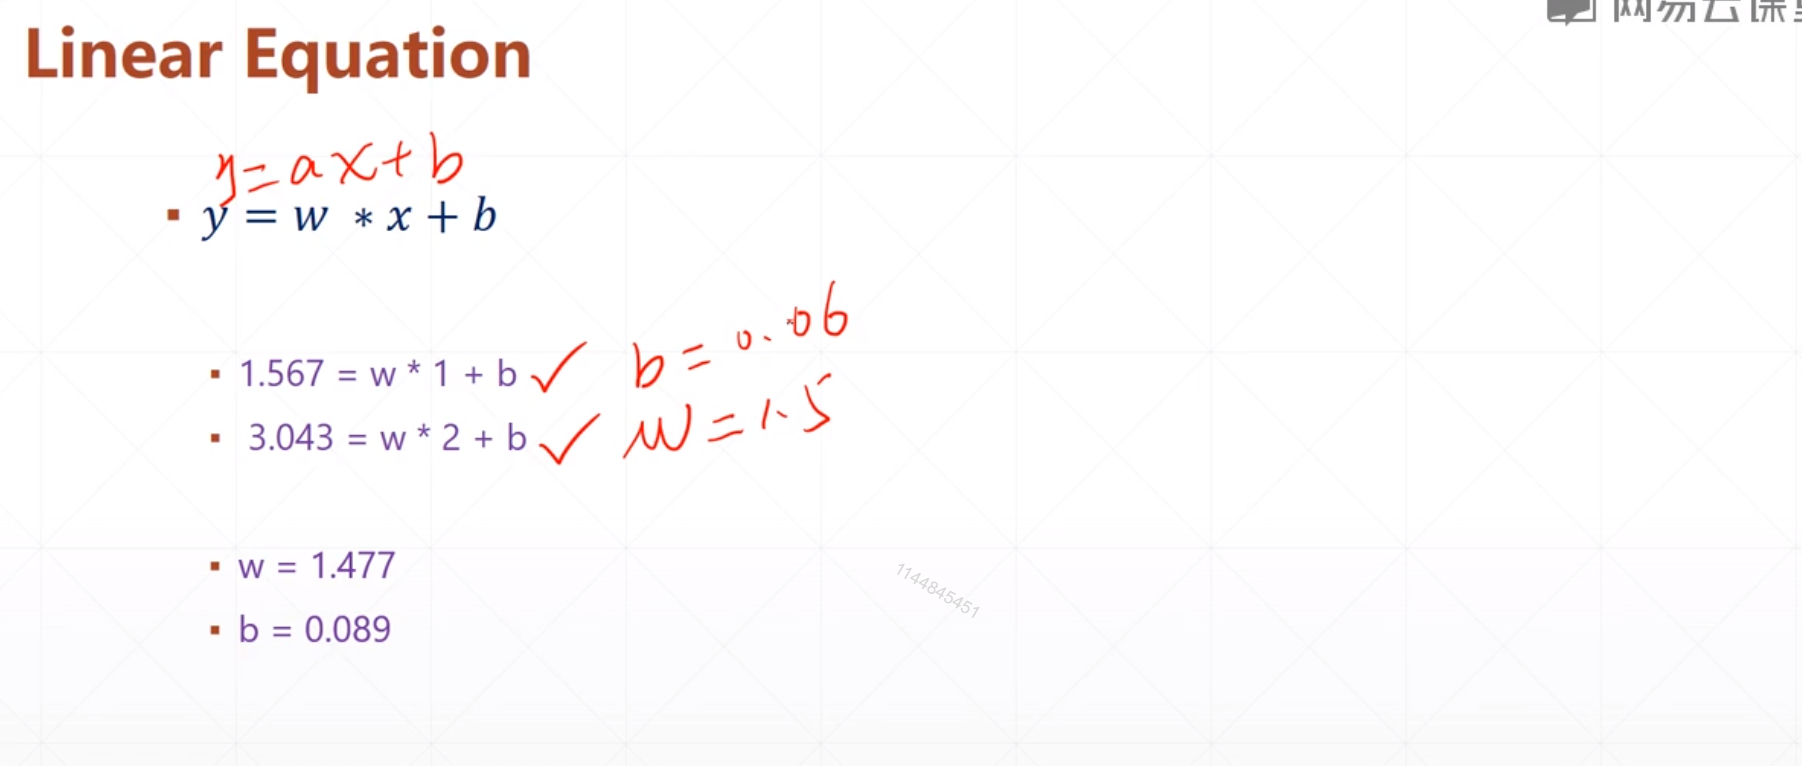 网易云课堂
Linear Equation
y=ax+b
▪ y = w * x + b
b=0.06
▪ 1.567 = w * 1 + b ✓
w=1.5
▪ 3.043 = w * 2 + b ✓
▪ w = 1.477
1144845451
▪ b = 0.089